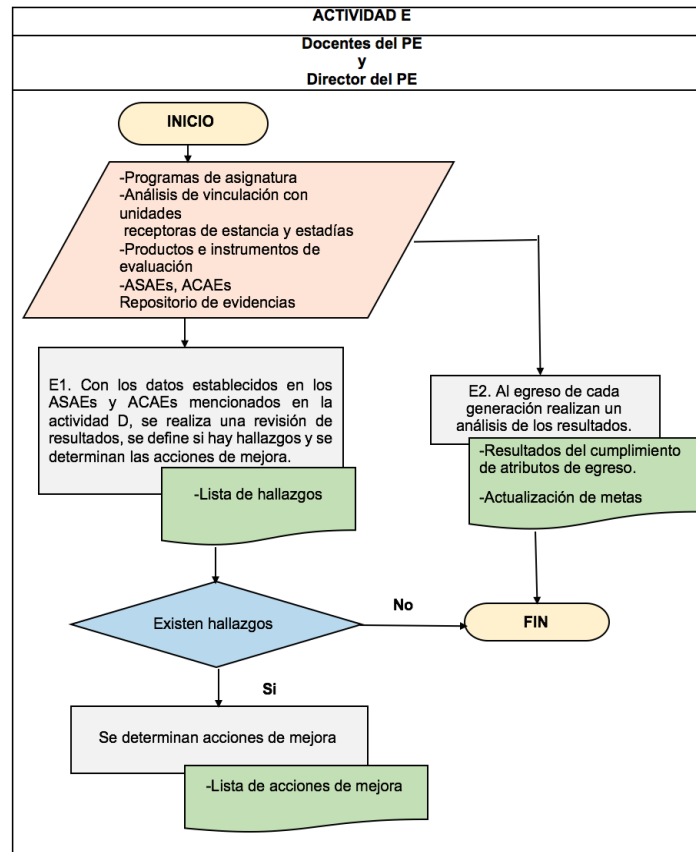 ACTIVIDAD E
Docentes del PE
y
Director del PE
INICIO
-Programas de asignatura
-Análisis de vinculación con
unidades
receptoras de estancia y estadías
-Productos e instrumentos de
evaluación
-ASAEs, ACAEs
Repositorio de evidencias
E1. Con los datos establecidos en los
ASAEs y ACAEs mencionados en la
actividad D, se realiza una revisión de
resultados, se define si hay hallazgos y se
determinan las acciones de mejora.
-Lista de hallazgos
E2. Al egreso de cada
generación realizan un
análisis de los resultados.
-Resultados del cumplimiento
de atributos de egreso.
-Actualización de metas
Existen hallazgos
No
FIN
Si
Se determinan acciones de mejora
-Lista de acciones de mejora